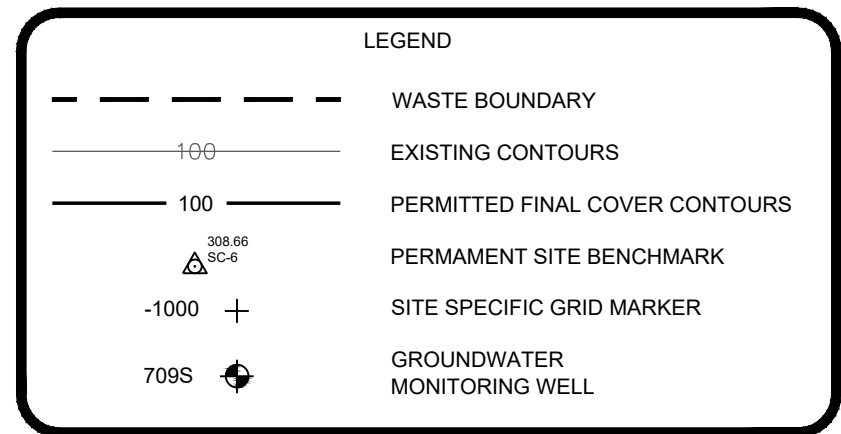 LEGEND
WASTE BOUNDARY
100 EXISTING CONTOURS
100 PERMITTED FINAL COVER CONTOURS
308.66
SC-6 PERMAMENT SITE BENCHMARK
-1000 SITE SPECIFIC GRID MARKER
709S GROUNDWATER
MONITORING WELL